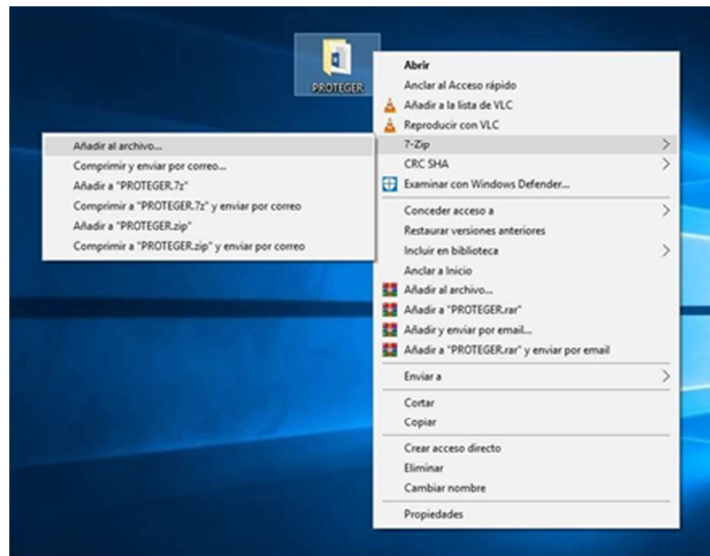 PROTEGER
Abrir
Anclar al Acceso rápido
Añadir a la lista de VLC
Reproducir con VLC
7-Zip
CRC SHA
Examinar con Windows Defender...
Conceder acceso a
Restaurar versiones anteriores
Incluir en biblioteca
Anclar a Inicio
Añadir al archivo...
Añadir a "PROTEGER.rar"
Añadir y enviar por email...
Añadir a "PROTEGER.rar" y enviar por email
Enviar a
Cortar
Copiar
Crear acceso directo
Eliminar
Cambiar nombre
Propiedades
Añadir al archivo...
Comprimir y enviar por correo...
Añadir a "PROTEGER.7z"
Comprimir a "PROTEGER.7z" y enviar por correo
Añadir a "PROTEGER.zip"
Comprimir a "PROTEGER.zip" y enviar por correo